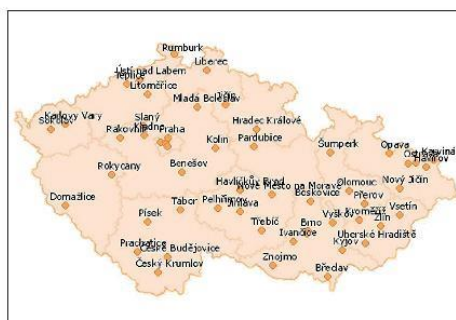 Rumburk
Liberec
Ústí nad Labem
Teplice
Litoměřice
Jičín
Mladá Boleslav
Karlovy Vary
Sokolov
Slaný
Kladno
Rakovník
Praha
Hradec Králové
Pardubice
Kolín
Šumperk
Opava
Ostrava
Karviná
Havířov
Rokycany
Benešov
Havlíčkův Brod
Nové Město na Moravě
Olomouc
Nový Jičín
Domažlice
Boskovice
Přerov
Tábor
Pelhřimov
Jihlava
Písek
Vyškov
Kroměříž
Vsetín
Zlín
Třebíč
Brno
Ivančice
Uherské Hradiště
Prachatice
České Budějovice
Kyjov
Český Krumlov
Znojmo
Břeclav